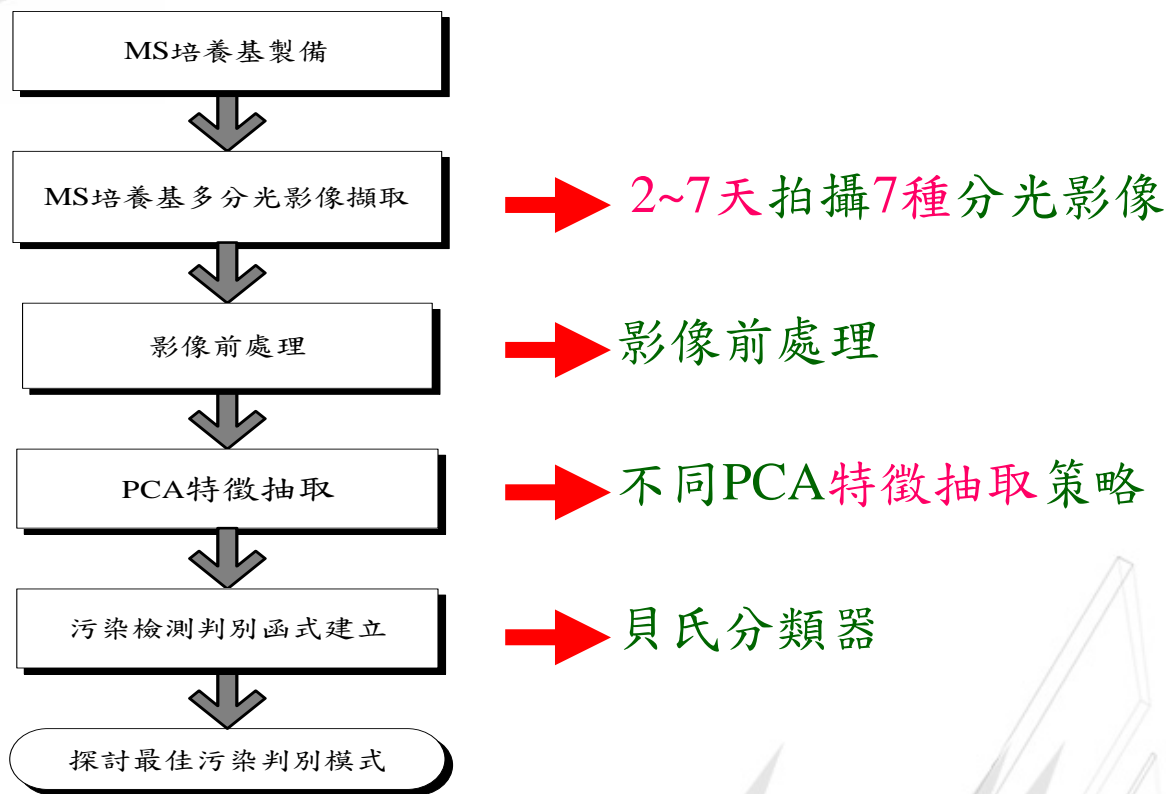 MS培養基製備
MS培養基多分光影像擷取
2~7天拍攝7種分光影像
影像前處理
影像前處理
PCA特徵抽取
不同PCA特徵抽取策略
污染檢測判別函式建立
貝氏分類器
探討最佳污染判別模式